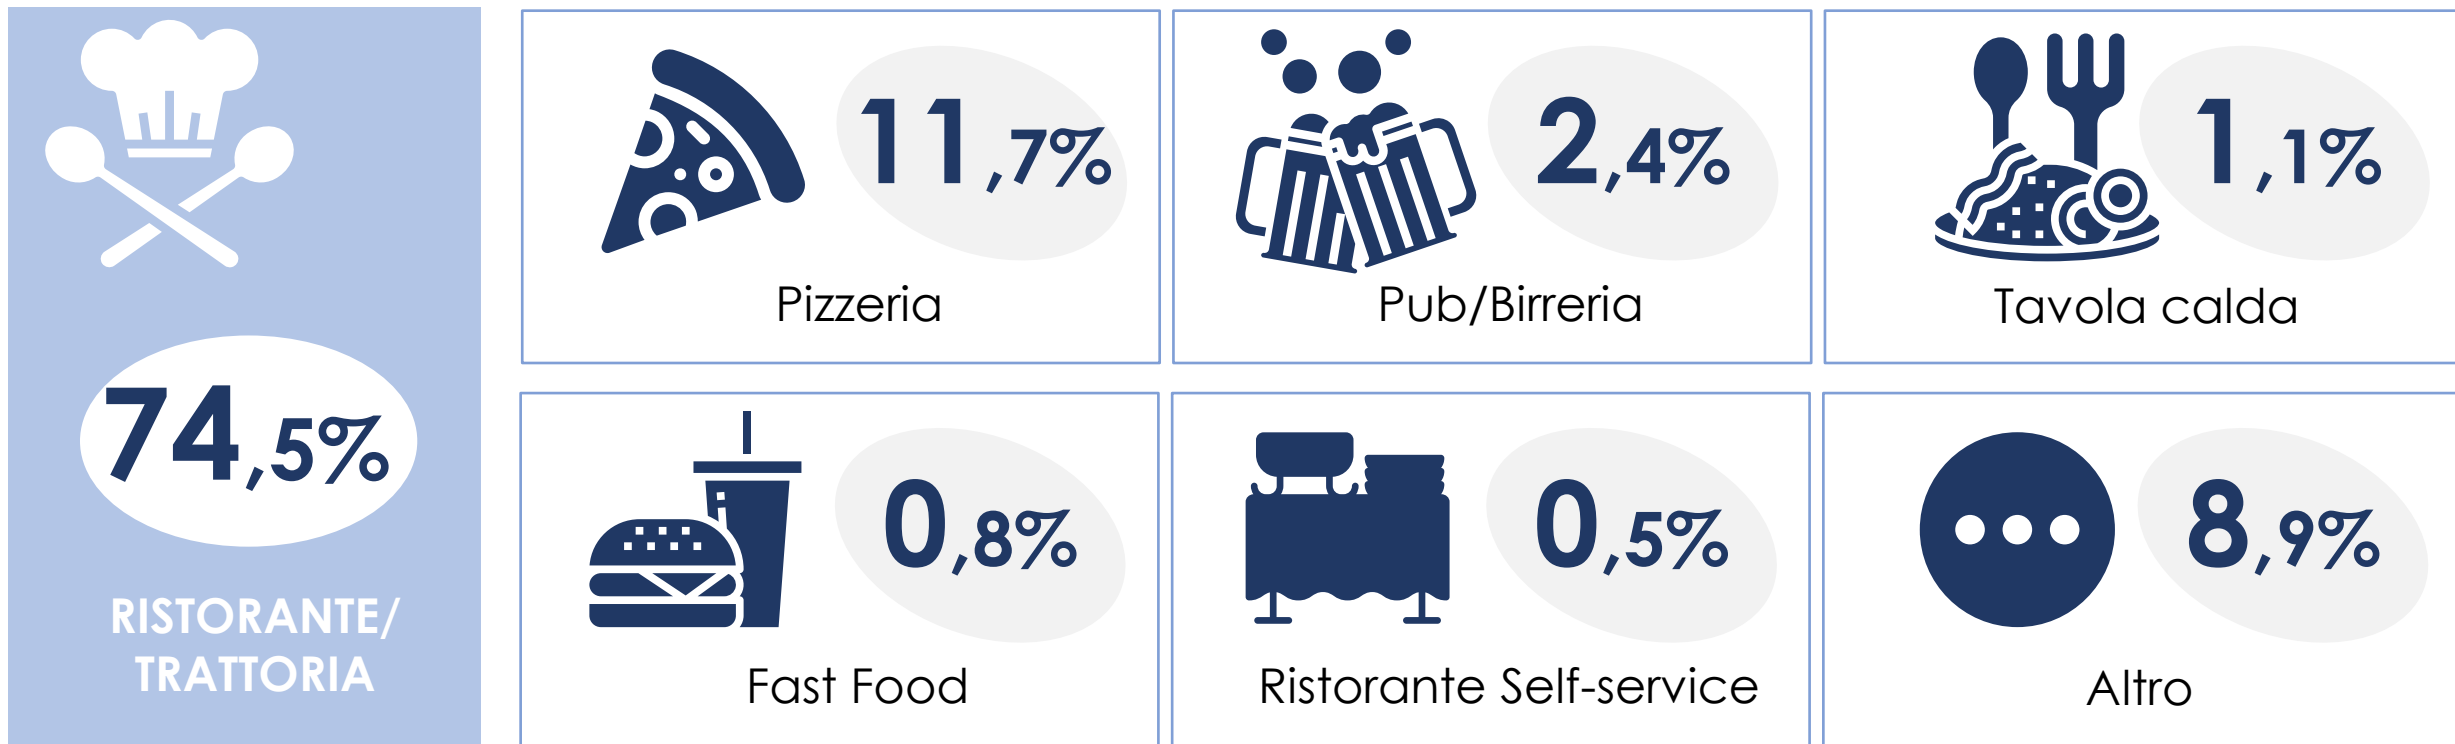 74,5%
RISTORANTE/
TRATTORIA
11,7%
Pizzeria
2,4%
Pub/Birreria
1,1%
Tavola calda
0,8%
Fast Food
0,5%
Ristorante Self-service
8,9%
Altro